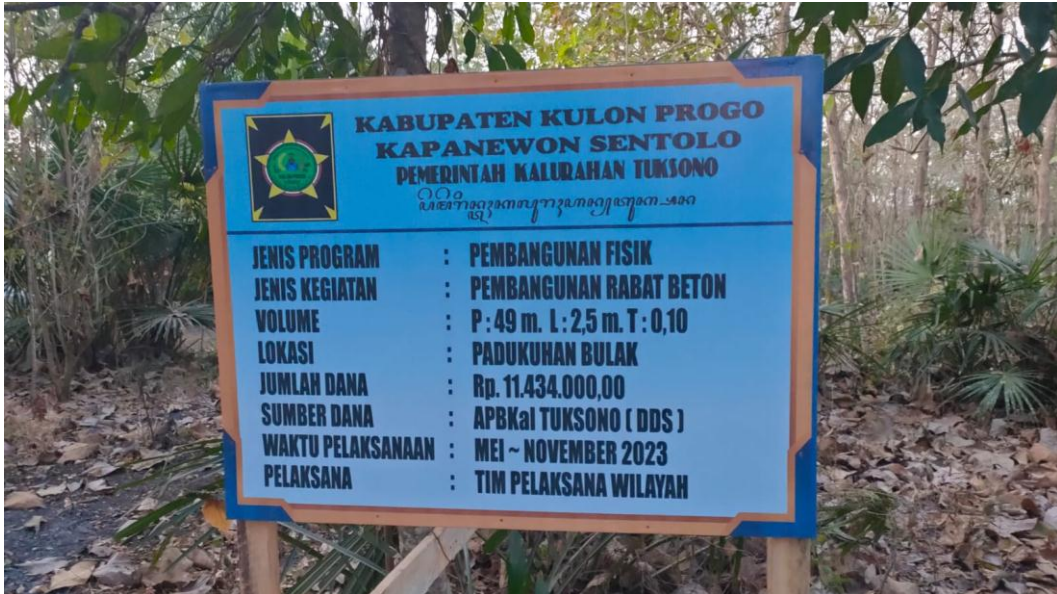 KABUPATEN KULON PROGO
KAPANEWON SENTOLO
PEMERINTAH KALURAHAN TUKSONO
JENIS PROGRAM : PEMBANGUNAN FISIK
JENIS KEGIATAN : PEMBANGUNAN RABAT BETON
VOLUME : P : 49 m. L : 2,5 m. T : 0,10
LOKASI : PADUKUHAN BULAK
JUMLAH DANA : Rp. 11.434.000,00
SUMBER DANA : APBKal TUKSONO ( DDS )
WAKTU PELAKSANAAN : MEI ~ NOVEMBER 2023
PELAKSANA : TIM PELAKSANA WILAYAH